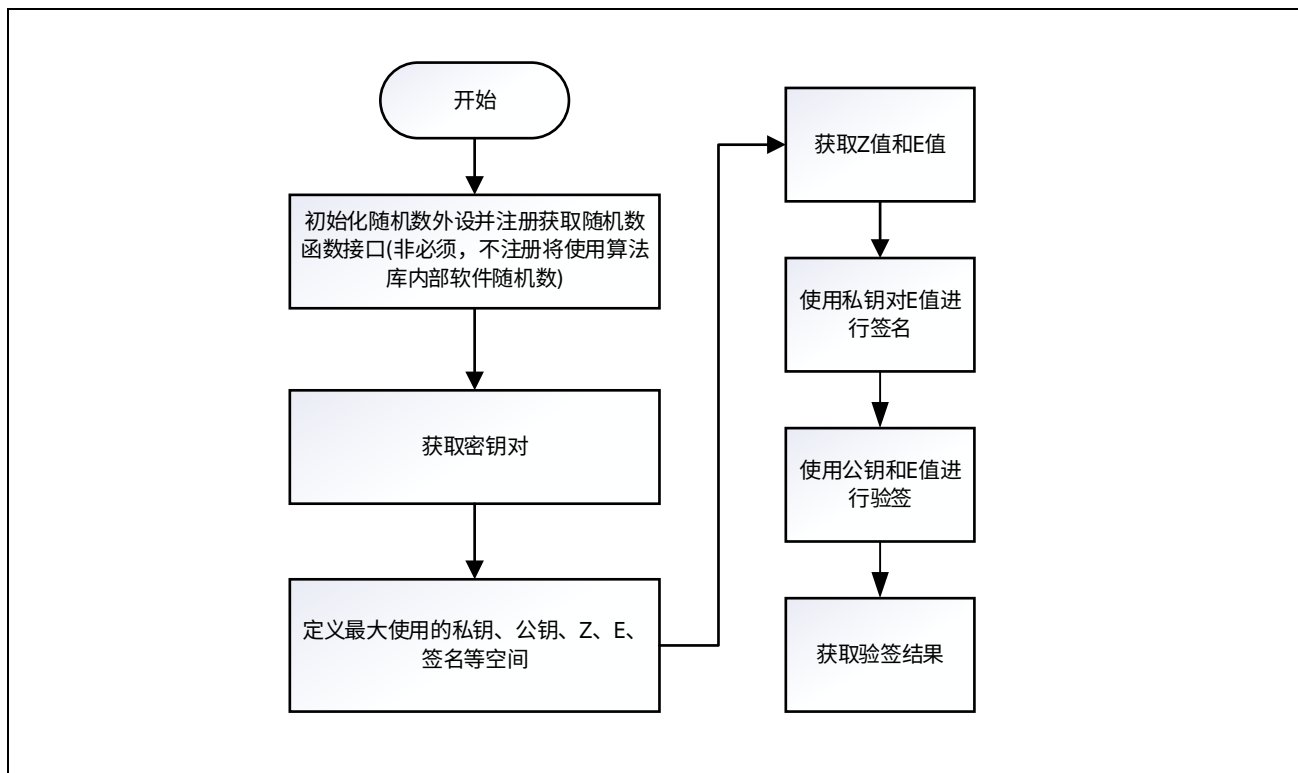 开始
初始化随机数外设并注册获取随机数
函数接口(非必须，不注册将使用算法
库内部软件随机数)
获取密钥对
定义最大使用的私钥、公钥、Z、E、
签名等空间
获取Z值和E值
使用私钥对E值进
行签名
使用公钥和E值进
行验签
获取验签结果